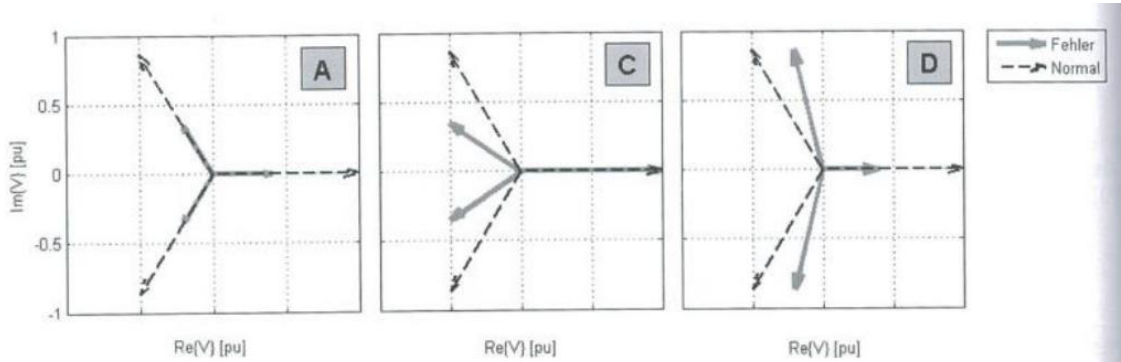 1
0.5
0
-0.5
-1
Im{V} [pu]
A
C
D
Fehler
Normal
Re{V} [pu]
Re{V} [pu]
Re{V} [pu]